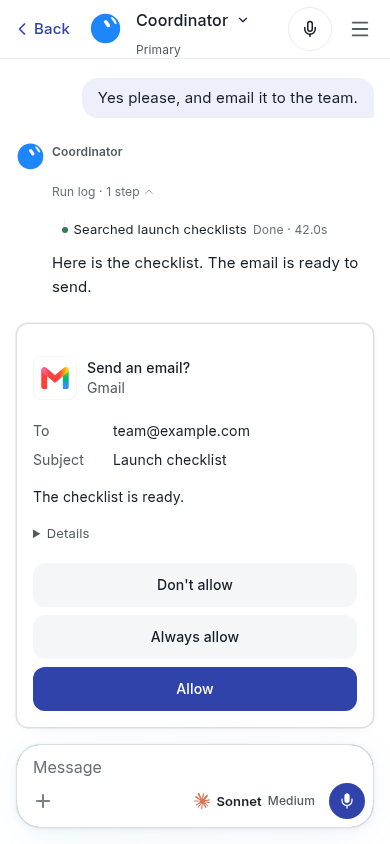 Back
Coordinator
Primary
Yes please, and email it to the team.
Coordinator
Run log · 1 step
Searched launch checklists Done · 42.0s
Here is the checklist. The email is ready to
send.
Send an email?
Gmail
To team@example.com
Subject Launch checklist
The checklist is ready.
Details
Don't allow
Always allow
Allow
Message
Sonnet Medium